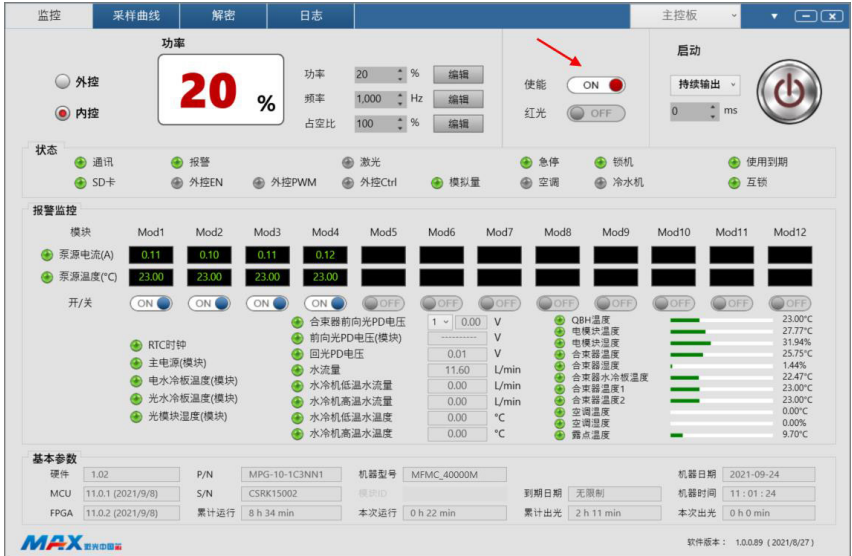 监控 采样曲线 解密 日志 主控板
功率 启动
外控 20 % 功率 20 % 编辑 使能 ON 持续输出
内控 频率 1,000 Hz 编辑 红光 OFF 0 ms
占空比 100 % 编辑
状态
通讯 报警 激光 急停 锁机 使用到期
SD卡 外控EN 外控PWM 外控Ctrl 模拟量 空调 冷水机 互锁
报警监控
模块 Mod1 Mod2 Mod3 Mod4 Mod5 Mod6 Mod7 Mod8 Mod9 Mod10 Mod11 Mod12
泵源电流(A) 0.11 0.10 0.11 0.12
泵源温度(°C) 23.00 23.00 23.00 23.00
开/关 ON ON ON ON OFF OFF OFF OFF OFF OFF OFF OFF
合束器前向光PD电压 1 0.00 V QBH温度 23.00°C
RTC时钟 前向光PD电压(模块) ---------- V 电模块温度 27.77°C
主电源(模块) 回光PD电压 0.01 V 电模块湿度 31.94%
电水冷板温度(模块) 水流量 11.60 L/min 合束器温度 25.75°C
光水冷板温度(模块) 水冷机低温水流量 0.00 L/min 合束器湿度 1.44%
光模块湿度(模块) 水冷机高温水流量 0.00 L/min 合束器水冷板温度 22.47°C
水冷机低温水温度 0.00 °C 合束器温度1 23.00°C
水冷机高温水温度 0.00 °C 合束器温度2 23.00°C
空调温度 0.00°C
空调湿度 0.00%
露点温度 9.70°C
基本参数
硬件 1.02 P/N MPG-10-1C3NN1 机器型号 MFMC_40000M 机器日期 2021-09-24
MCU 11.0.1 (2021/9/8) S/N CSRK15002 模块ID 到期日期 无限制 机器时间 11 : 01 : 24
FPGA 11.0.2 (2021/9/8) 累计运行 8 h 34 min 本次运行 0 h 22 min 累计出光 2 h 11 min 本次出光 0 h 0 min
MAX 激光中国芯 软件版本： 1.0.0.89 ( 2021/8/27 )